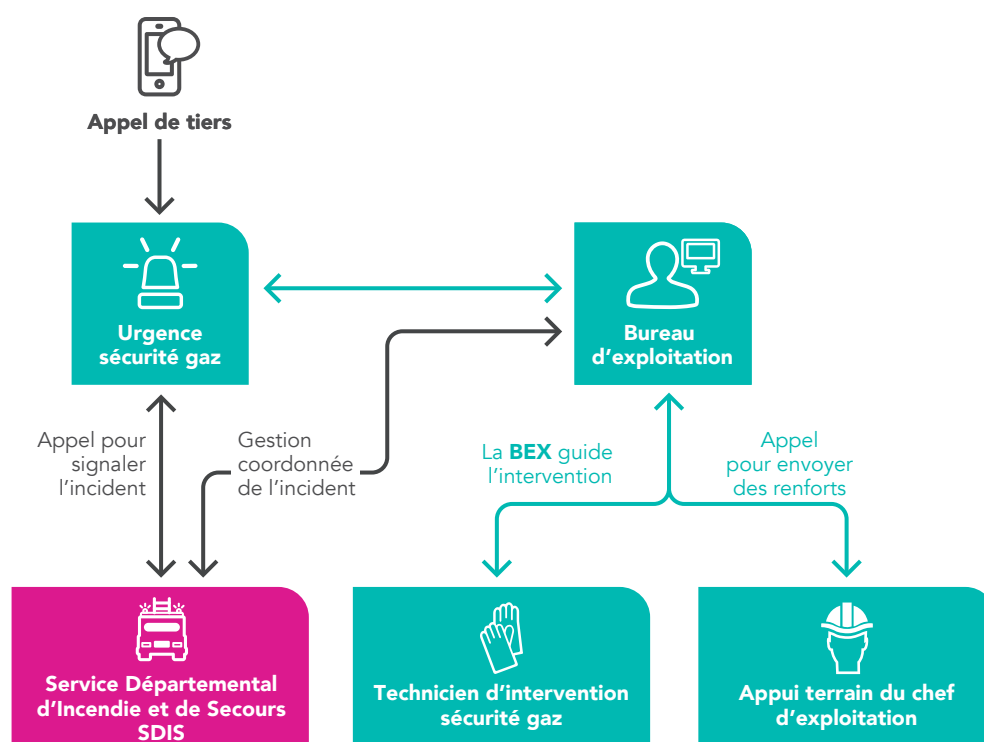 Appel de tiers
Urgence
sécurité gaz
Bureau
d'exploitation
Appel pour
signaler
l'incident
Gestion
coordonnée
de l'incident
La BEX guide
l'intervention
Appel
pour envoyer
des renforts
Service Départemental
d'Incendie et de Secours
SDIS
Technicien d'intervention
sécurité gaz
Appui terrain du chef
d'exploitation